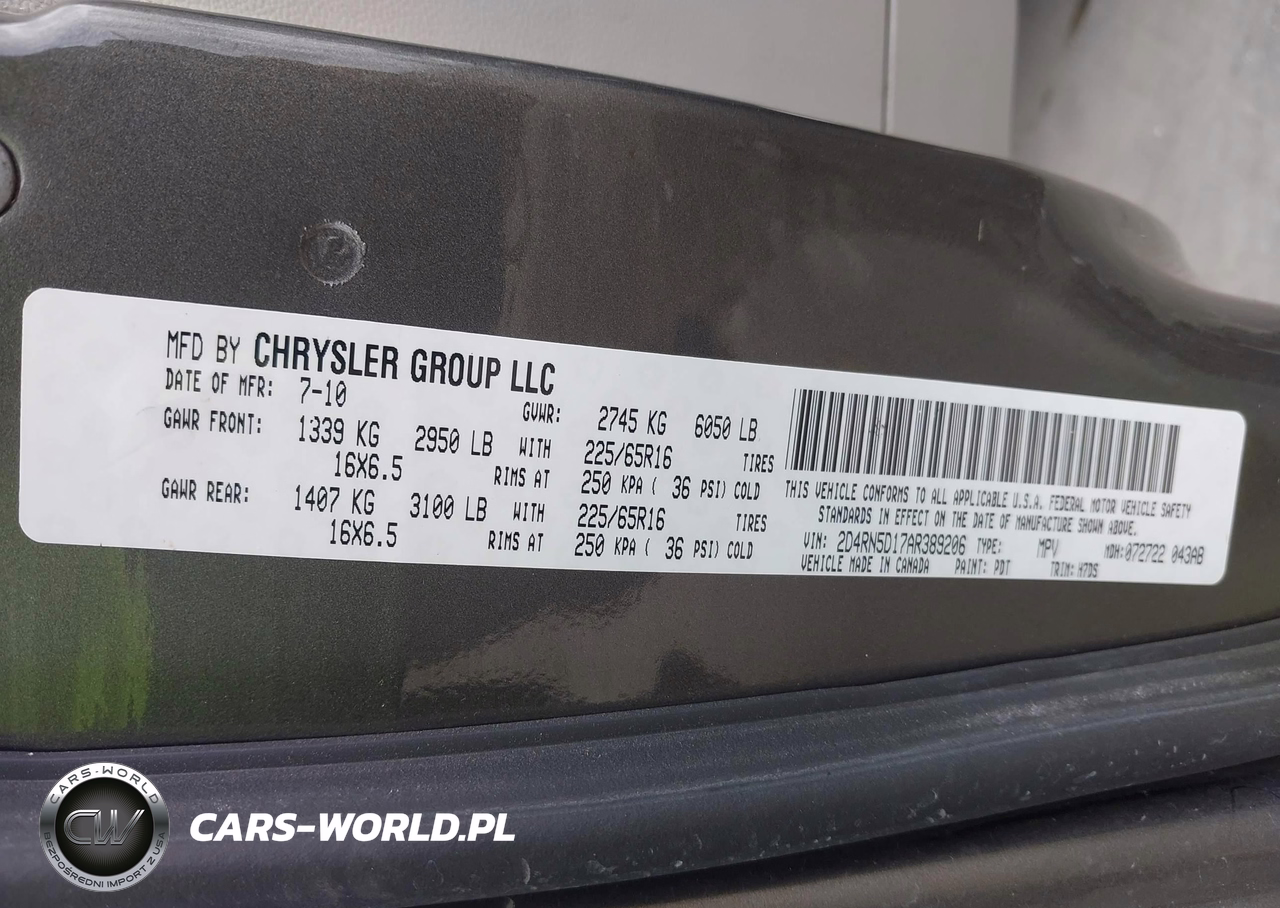 MFD BY CHRYSLER GROUP LLC
DATE OF MFR: 7-10 GVWR: 2745 KG 6050 LB
GAWR FRONT: 1339 KG 2950 LB WITH 225/65R16 TIRES
16X6.5 RIMS AT 250 KPA ( 36 PSI) COLD
GAWR REAR: 1407 KG 3100 LB WITH 225/65R16 TIRES
16X6.5 RIMS AT 250 KPA ( 36 PSI) COLD
THIS VEHICLE CONFORMS TO ALL APPLICABLE U.S.A. FEDERAL MOTOR VEHICLE SAFETY
STANDARDS IN EFFECT ON THE DATE OF MANUFACTURE SHOWN ABOVE.
VIN: 2D4RN5D17AR389206 TYPE: MPV MDH:072722 043AB
VEHICLE MADE IN CANADA PAINT: PDT TRIM: H7DS
CARS-WORLD
CW
BEZPOŚREDNI IMPORT Z USA
CARS-WORLD.PL